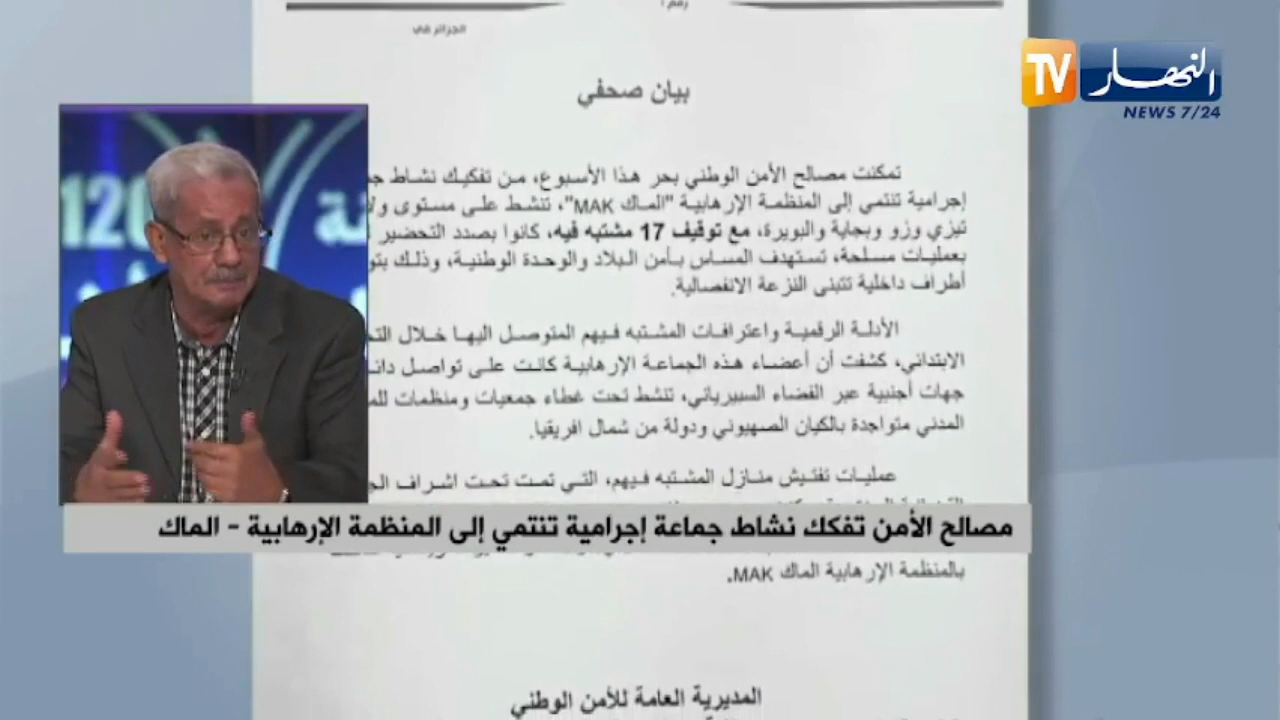 رقم 1
الجزائر في
TV النهار
NEWS 7/24
بيان صحفي
تمكنت مصالح الأمن الوطني بحر هذا الأسبوع، من تفكيك نشاط
إجرامية تنتمي إلى المنظمة الإرهابية "الماك MAK"، تنشط على مستوى
تيزي وزو وبجاية والبويرة، مع توقيف 17 مشتبه فيه، كانوا بصدد التحضير
بعمليات مسلحة، تستهدف المساس بأمن البلاد والوحدة الوطنية، وذلك
أطراف داخلية تتبنى النزعة الانفصالية.
الأدلة الرقمية واعترافات المشتبه فيهم المتوصل اليها خلال
الابتدائي، كشفت أن أعضاء هذه الجماعة الإرهابية كانت على تواصل
جهات أجنبية عبر الفضاء السيبرياني، تنشط تحت غطاء جمعيات ومنظمات
المدني متواجدة بالكيان الصهيوني ودولة من شمال افريقيا.
عمليات تفتيش منازل المشتبه فيهم، التي تمت تحت اشراف
مصالح الأمن تفكك نشاط جماعة إجرامية تنتمي إلى المنظمة الإرهابية - الماك
بالمنظمة الإرهابية الماك MAK.
المديرية العامة للأمن الوطني
120